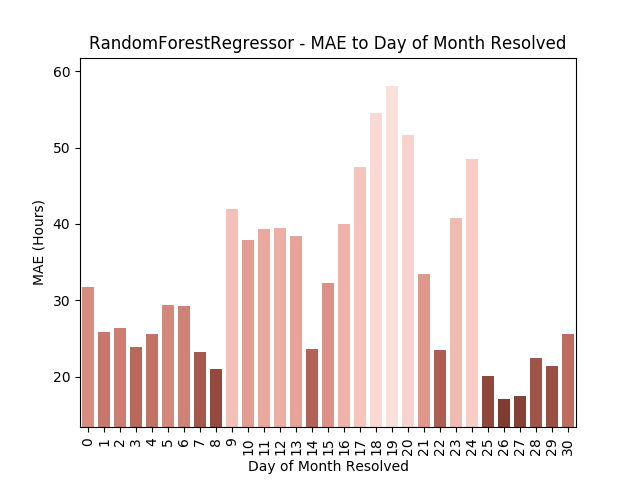 RandomForestRegressor - MAE to Day of Month Resolved
60
50
40
30
20
MAE (Hours)
0 1 2 3 4 5 6 7 8 9 10 11 12 13 14 15 16 17 18 19 20 21 22 23 24 25 26 27 28 29 30
Day of Month Resolved